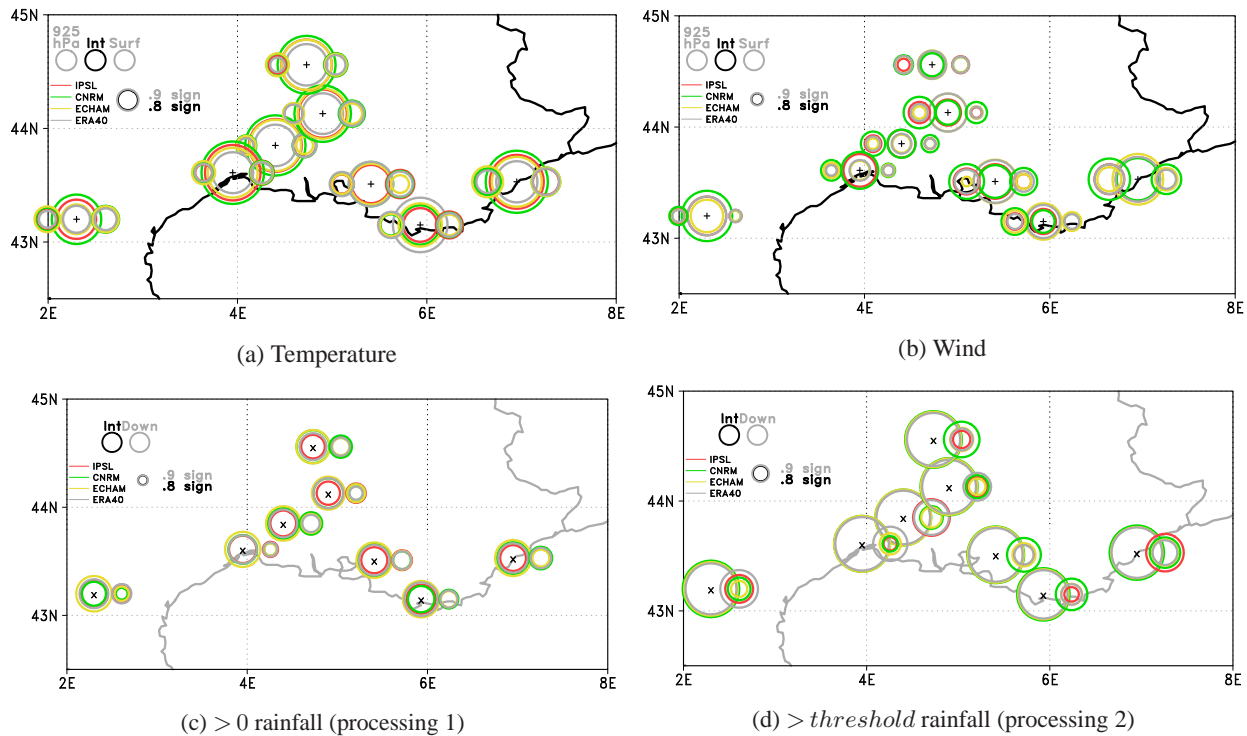 45N
44N
43N
2E 4E 6E 8E
925
hPa Int Surf
IPSL
CNRM
ECHAM
ERA40
.9 sign
.8 sign
(a) Temperature
45N
44N
43N
2E 4E 6E 8E
925
hPa Int Surf
IPSL
CNRM
ECHAM
ERA40
.9 sign
.8 sign
(b) Wind
45N
44N
43N
2E 4E 6E 8E
Int Down
IPSL
CNRM
ECHAM
ERA40
.9 sign
.8 sign
(c) > 0 rainfall (processing 1)
45N
44N
43N
2E 4E 6E 8E
Int Down
IPSL
CNRM
ECHAM
ERA40
.9 sign
.8 sign
(d) > threshold rainfall (processing 2)